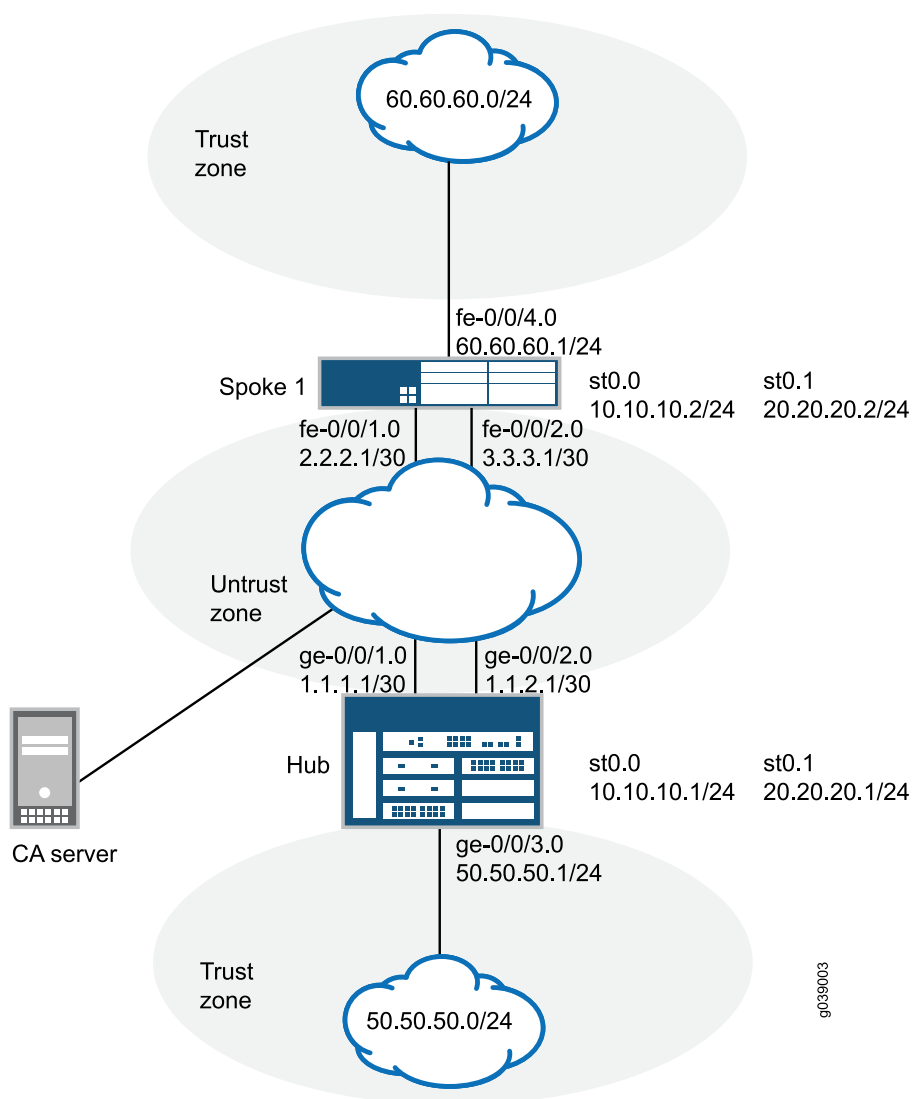 60.60.60.0/24
Trust
zone
fe-0/0/4.0
60.60.60.1/24
Spoke 1
st0.0
10.10.10.2/24
st0.1
20.20.20.2/24
fe-0/0/1.0
2.2.2.1/30
fe-0/0/2.0
3.3.3.1/30
Untrust
zone
ge-0/0/1.0
1.1.1.1/30
ge-0/0/2.0
1.1.2.1/30
Hub
st0.0
10.10.10.1/24
st0.1
20.20.20.1/24
CA server
ge-0/0/3.0
50.50.50.1/24
Trust
zone
50.50.50.0/24
g039003